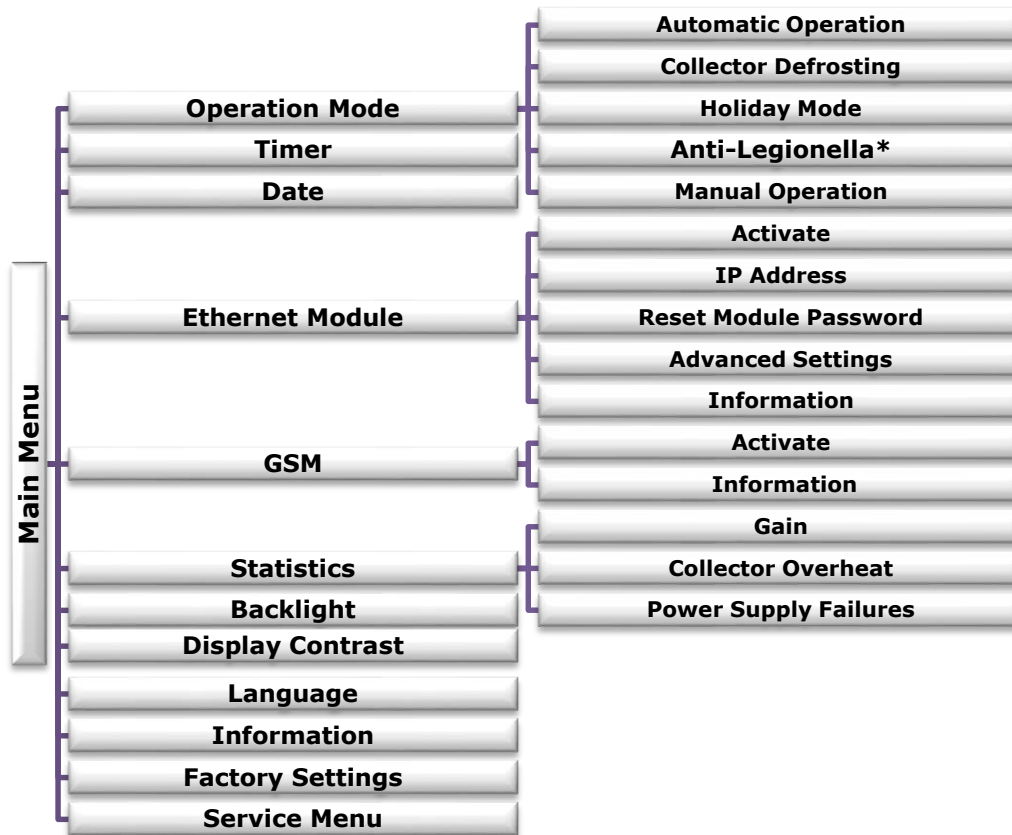 Main Menu
Operation Mode
Automatic Operation
Collector Defrosting
Holiday Mode
Anti-Legionella*
Manual Operation
Timer
Date
Ethernet Module
Activate
IP Address
Reset Module Password
Advanced Settings
Information
GSM
Activate
Information
Statistics
Gain
Collector Overheat
Power Supply Failures
Backlight
Display Contrast
Language
Information
Factory Settings
Service Menu